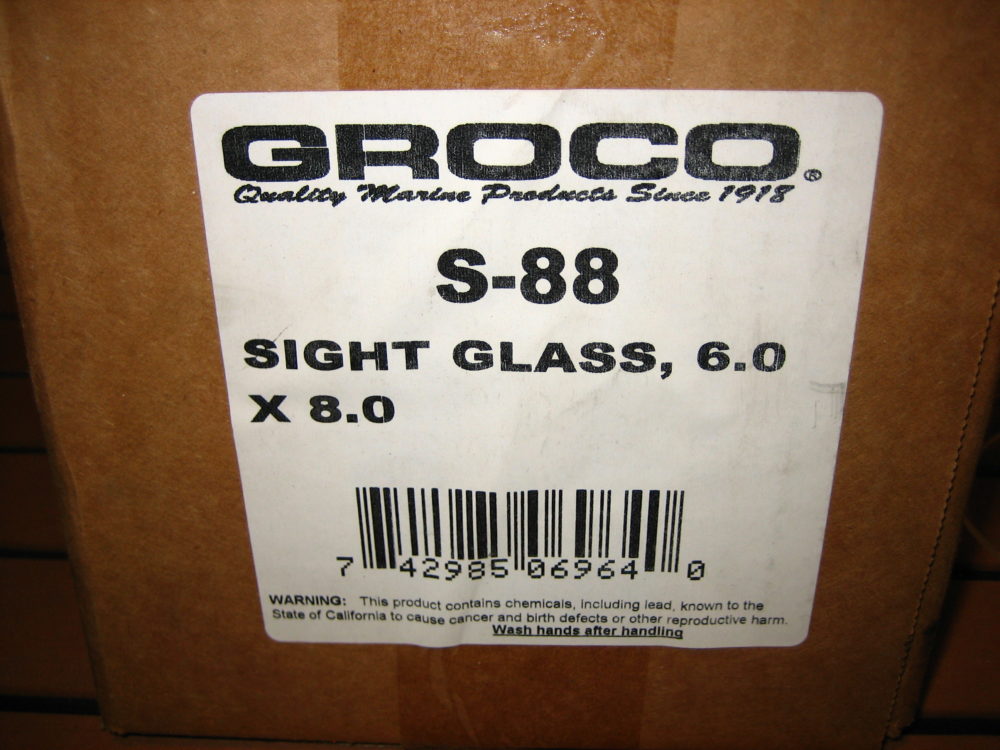 GROCO®
Quality Marine Products Since 1918
S-88
SIGHT GLASS, 6.0
X 8.0
7 42985 06964 0
WARNING: This product contains chemicals, including lead, known to the
State of California to cause cancer and birth defects or other reproductive harm.
Wash hands after handling